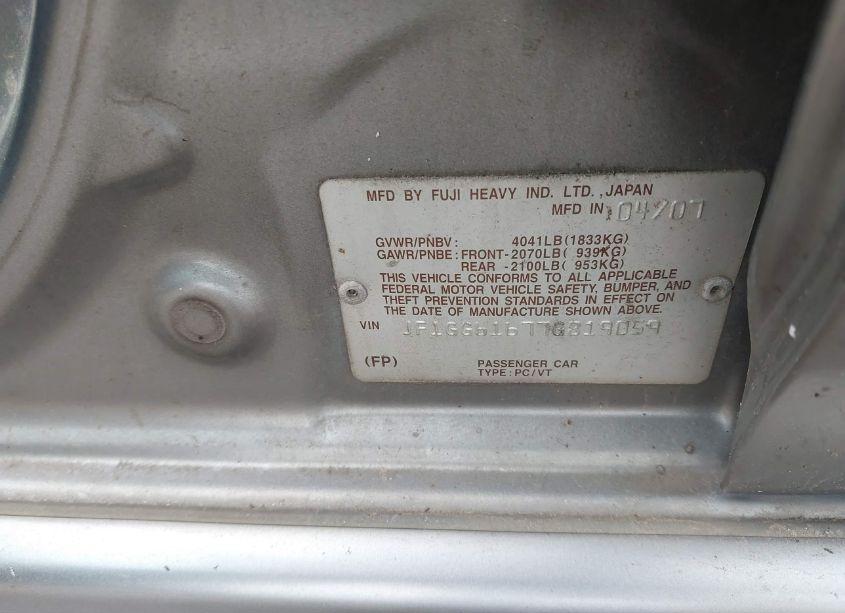 MFD BY FUJI HEAVY IND. LTD. ,JAPAN
MFD IN 04/07
GVWR/PNBV: 4041LB(1833KG)
GAWR/PNBE: FRONT-2070LB( 939KG)
REAR -2100LB( 953KG)
THIS VEHICLE CONFORMS TO ALL APPLICABLE
FEDERAL MOTOR VEHICLE SAFETY, BUMPER, AND
THEFT PREVENTION STANDARDS IN EFFECT ON
THE DATE OF MANUFACTURE SHOWN ABOVE.
VIN JF1GG61677G819059
(FP) PASSENGER CAR
TYPE : PC/VT